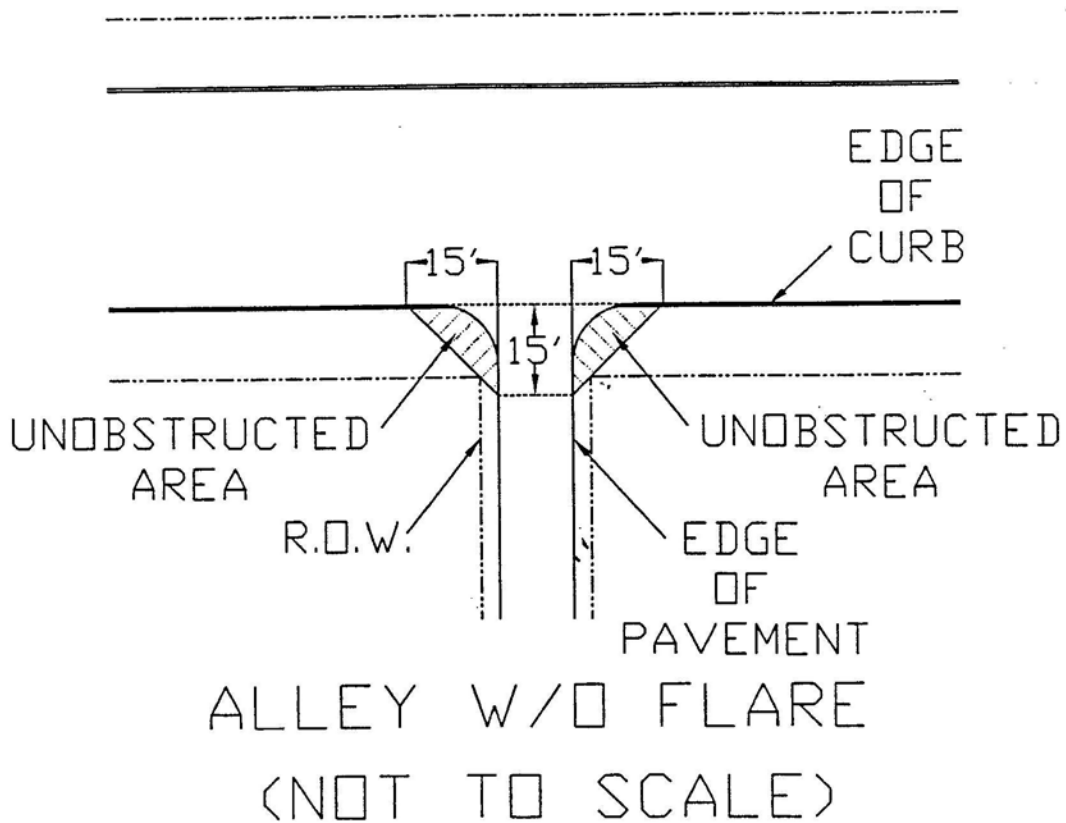 EDGE
OF
CURB
15'
15'
15'
UNOBSTRUCTED
AREA
UNOBSTRUCTED
AREA
R.O.W.
EDGE
OF
PAVEMENT
ALLEY W/O FLARE
(NOT TO SCALE)